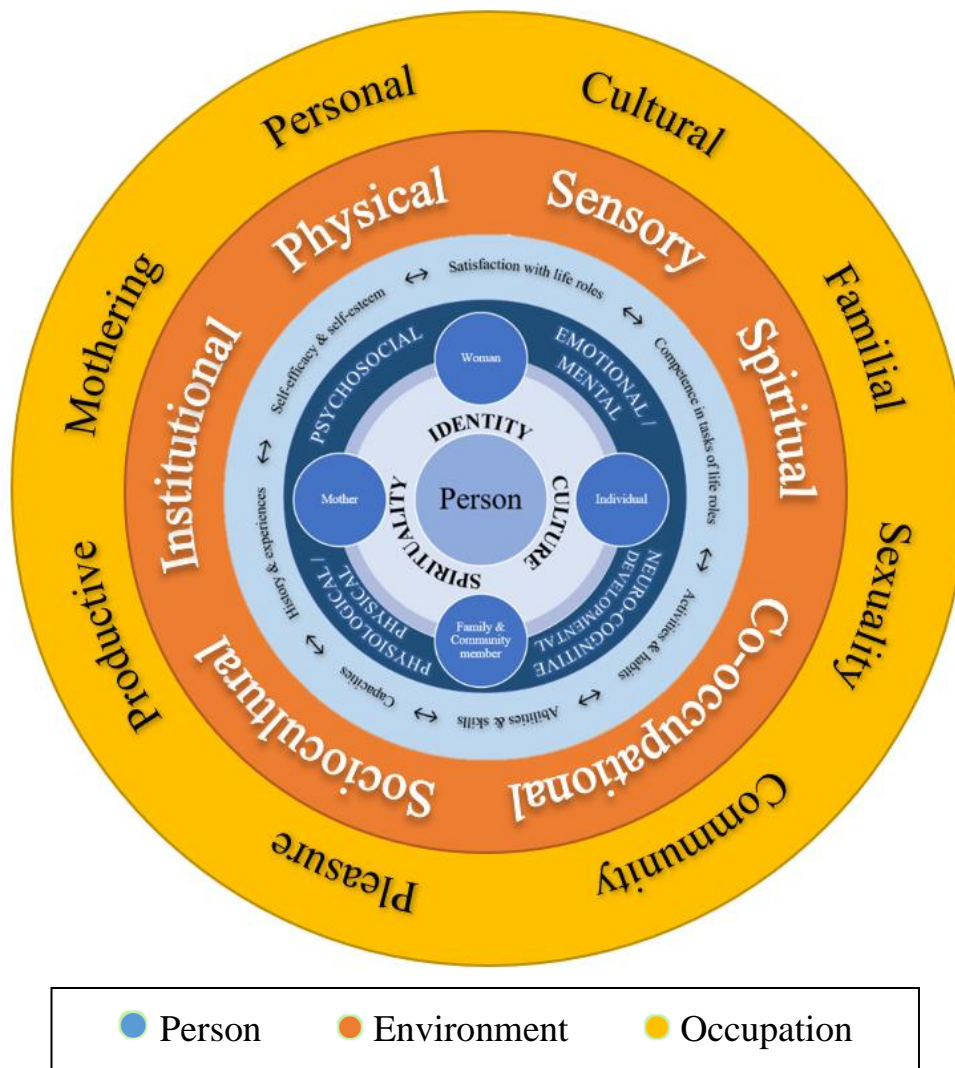 Personal
Cultural
Familial
Sexuality
Community
Pleasure
Productive
Mothering
Physical
Sensory
Spiritual
Co-occupational
Sociocultural
Institutional
Satisfaction with life roles
Competence in tasks of life roles
Activities & habits
Abilities & skills
Capacities
History & experiences
Self-efficacy & self-esteem
PSYCHOSOCIAL
EMOTIONAL /
MENTAL
NEURO-COGNITIVE
DEVELOPMENTAL
PHYSIOLOGICAL /
PHYSICAL
Woman
Individual
Family &
Community
member
Mother
IDENTITY
CULTURE
SPIRITUALITY
Person
Person
Environment
Occupation